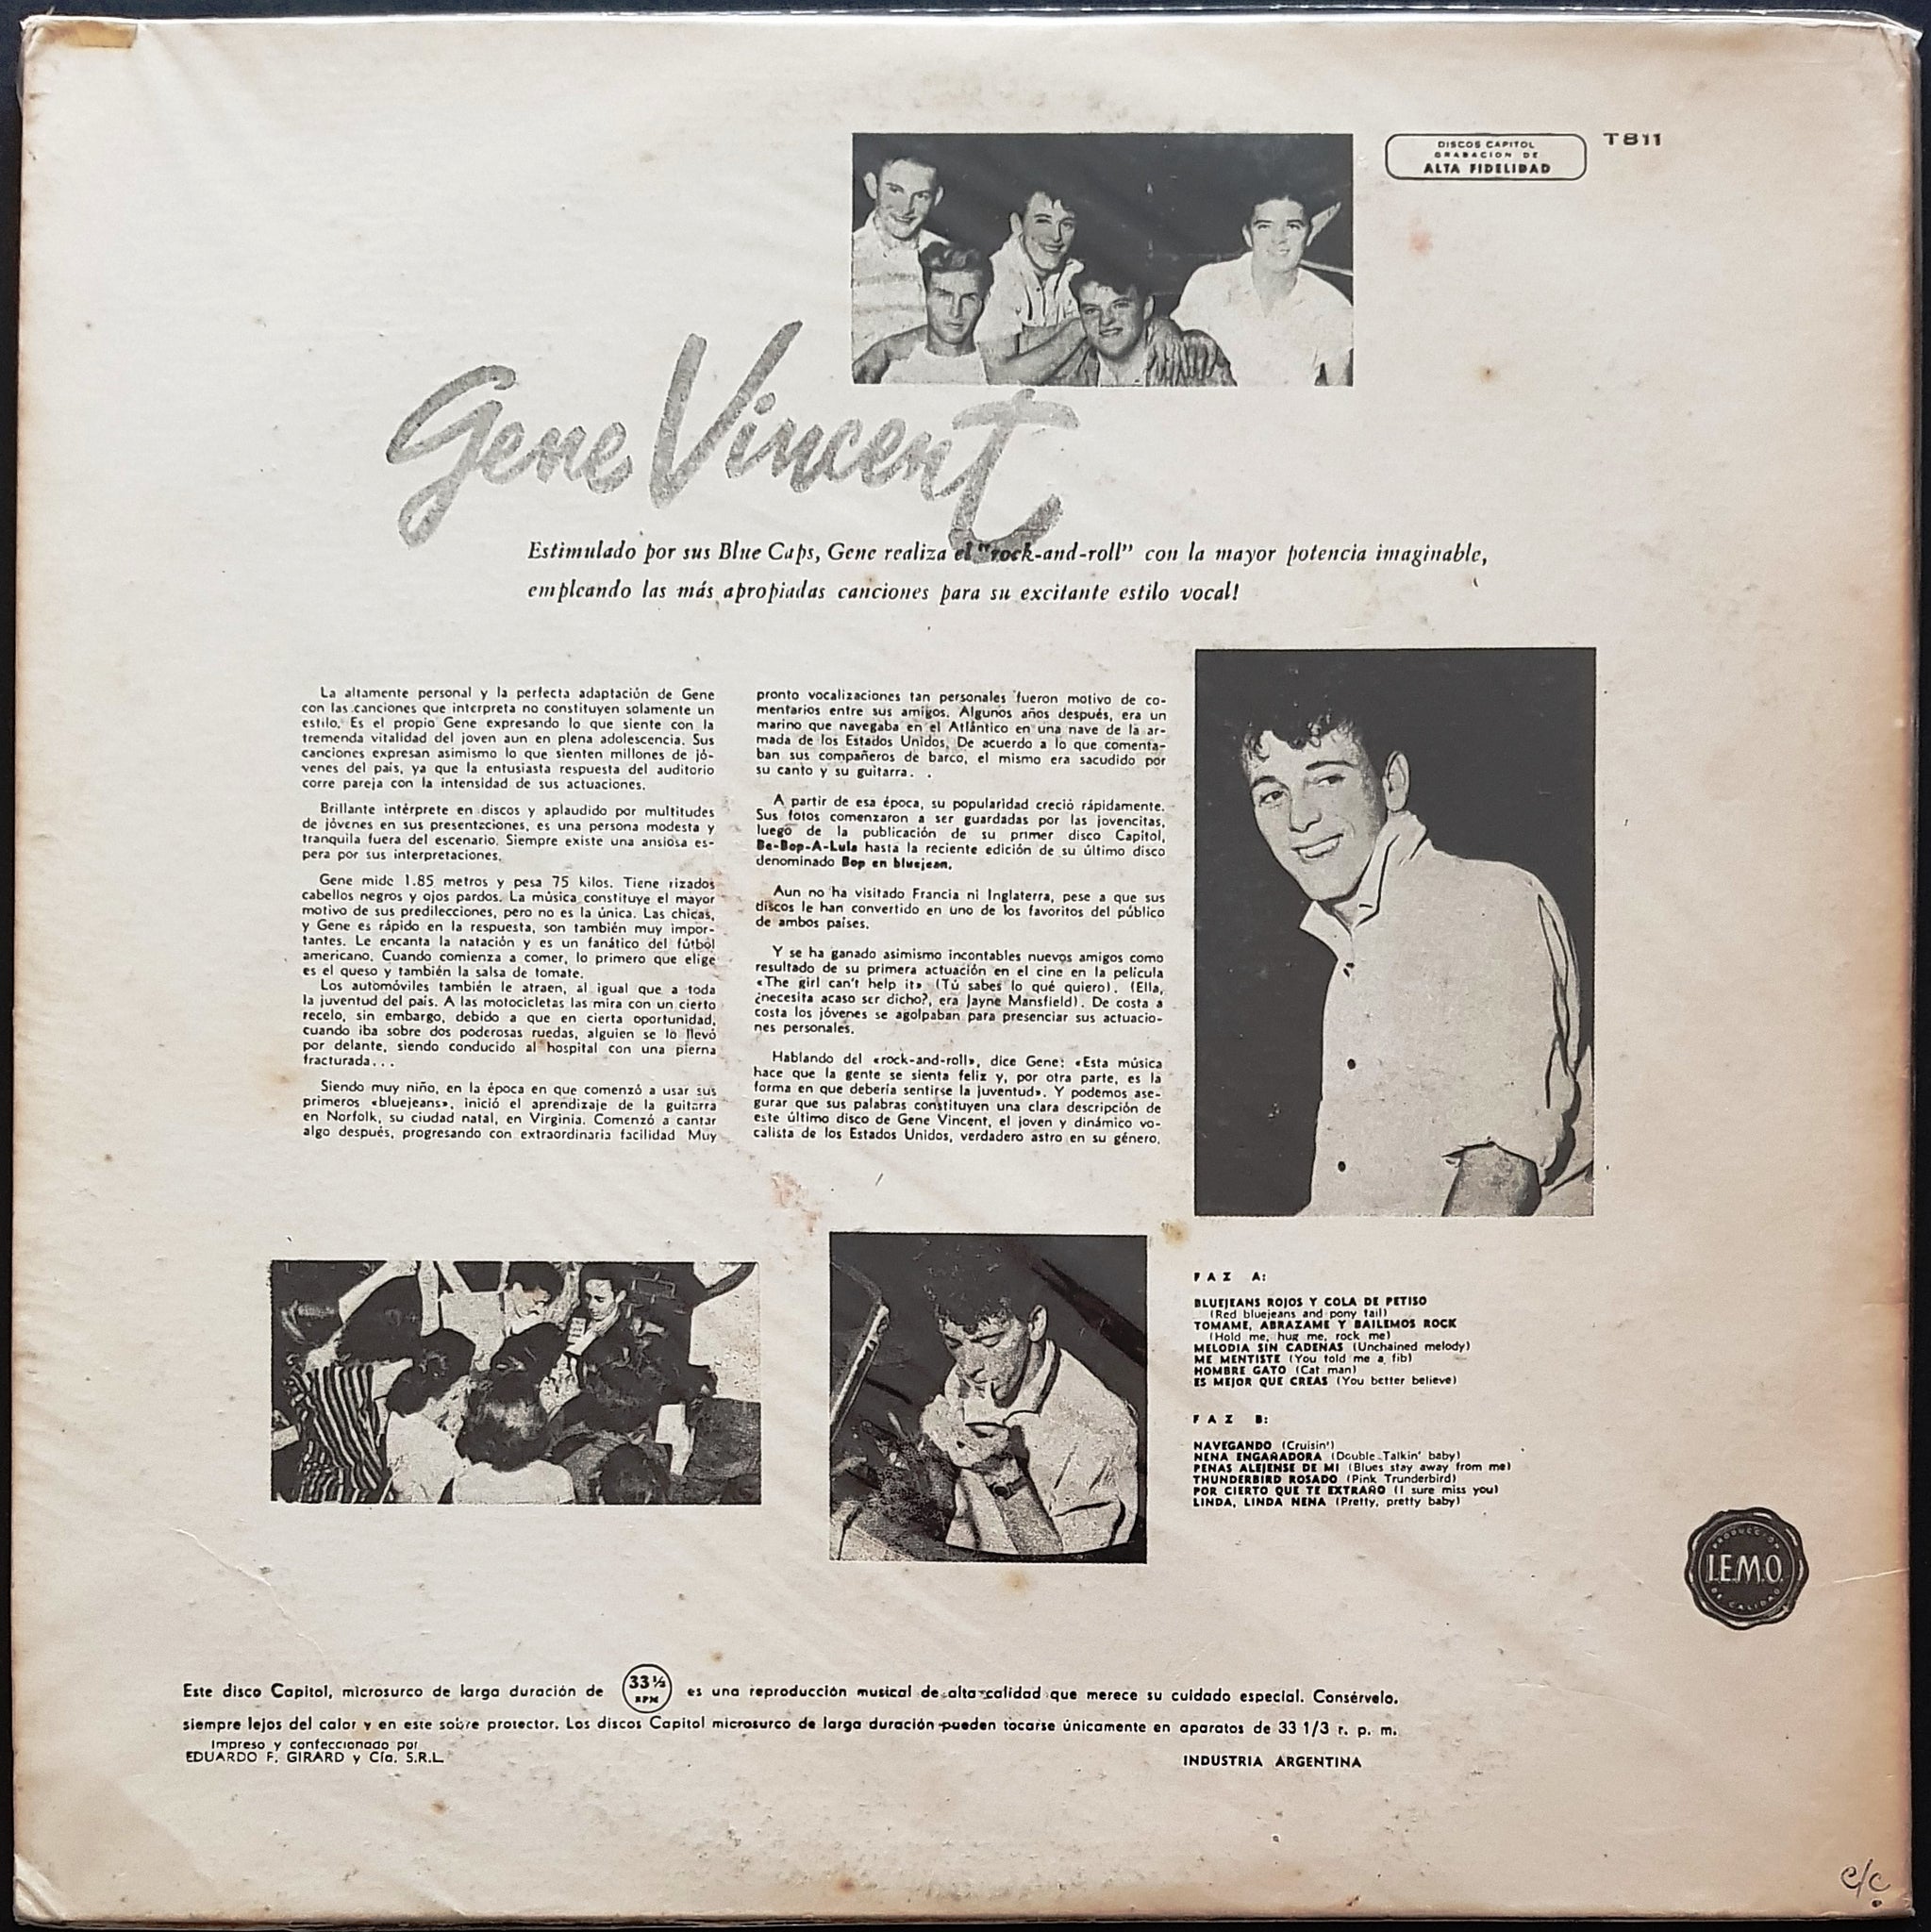 DISCOS CAPITOL
GRABACION DE
ALTA FIDELIDAD
T811
Gene Vincent
Estimulado por sus Blue Caps, Gene realiza el "rock-and-roll" con la mayor potencia imaginable,
empleando las más apropiadas canciones para su excitante estilo vocal!
La altamente personal y la perfecta adaptación de Gene
con las canciones que interpreta no constituyen solamente un
estilo. Es el propio Gene expresando lo que siente con la
tremenda vitalidad del joven aun en plena adolescencia. Sus
canciones expresan asimismo lo que sienten millones de jó-
venes del país, ya que la entusiasta respuesta del auditorio
corre pareja con la intensidad de sus actuaciones.
Brillante intérprete en discos y aplaudido por multitudes
de jóvenes en sus presentaciones, es una persona modesta y
tranquila fuera del escenario. Siempre existe una ansiosa es-
pera por sus interpretaciones.
Gene mide 1.85 metros y pesa 75 kilos. Tiene rizados
cabellos negros y ojos pardos. La música constituye el mayor
motivo de sus predilecciones, pero no es la única. Las chicas,
y Gene es rápido en la respuesta, son también muy impor-
tantes. Le encanta la natación y es un fanático del fútbol
americano. Cuando comienza a comer, lo primero que elige
es el queso y también la salsa de tomate.
Los automóviles también le atraen, al igual que a toda
la juventud del país. A las motocicletas las mira con un cierto
recelo, sin embargo, debido a que en cierta oportunidad,
cuando iba sobre dos poderosas ruedas, alguien se lo llevó
por delante, siendo conducido al hospital con una pierna
fracturada...
Siendo muy niño, en la época en que comenzó a usar sus
primeros «bluejeans», inició el aprendizaje de la guitarra
en Norfolk, su ciudad natal, en Virginia. Comenzó a cantar
algo después, progresando con extraordinaria facilidad Muy
pronto vocalizaciones tan personales fueron motivo de co-
mentarios entre sus amigos. Algunos años después, era un
marino que navegaba en el Atlántico en una nave de la ar-
mada de los Estados Unidos. De acuerdo a lo que comenta-
ban sus compañeros de barco, el mismo era sacudido por
su canto y su guitarra. .
A partir de esa época, su popularidad creció rápidamente.
Sus fotos comenzaron a ser guardadas por las jovencitas,
luego de la publicación de su primer disco Capitol,
Be-Bop-A-Lula hasta la reciente edición de su último disco
denominado Bop en bluejean.
Aun no ha visitado Francia ni Inglaterra, pese a que sus
discos le han convertido en uno de los favoritos del público
de ambos países.
Y se ha ganado asimismo incontables nuevos amigos como
resultado de su primera actuación en el cine en la película
«The girl can't help it» (Tú sabes lo qué quiero). (Ella,
¿necesita acaso ser dicho?, era Jayne Mansfield). De costa a
costa los jóvenes se agolpaban para presenciar sus actuacio-
nes personales.
Hablando del «rock-and-roll», dice Gene: «Esta música
hace que la gente se sienta feliz y, por otra parte, es la
forma en que debería sentirse la juventud». Y podemos ase-
gurar que sus palabras constituyen una clara descripción de
este último disco de Gene Vincent, el joven y dinámico vo-
calista de los Estados Unidos, verdadero astro en su género.
FAZ A:
BLUEJEANS ROJOS Y COLA DE PETISO
(Red bluejeans and pony tail)
TOMAME, ABRAZAME Y BAILEMOS ROCK
(Hold me, hug me, rock me)
MELODIA SIN CADENAS (Unchained melody)
ME MENTISTE (You told me a fib)
HOMBRE GATO (Cat man)
ES MEJOR QUE CREAS (You better believe)
FAZ B:
NAVEGANDO (Cruisin')
NENA ENGAÑADORA (Double-Talkin' baby)
PENAS ALEJENSE DE MI (Blues stay away from me)
THUNDERBIRD ROSADO (Pink Trunderbird)
POR CIERTO QUE TE EXTRAÑO (I sure miss you)
LINDA, LINDA NENA (Pretty, pretty baby)
PRODUCCION
I.E.M.O.
DE CALIDAD
Este disco Capitol, microsurco de larga duración de 33⅓ RPM es una reproducción musical de alta calidad que merece su cuidado especial. Consérvelo.
siempre lejos del calor y en este sobre protector. Los discos Capitol microsurco de larga duración pueden tocarse únicamente en aparatos de 33 1/3 r. p. m.
Impreso y confeccionado por
EDUARDO F. GIRARD y Cía. S.R.L.
INDUSTRIA ARGENTINA
c/c